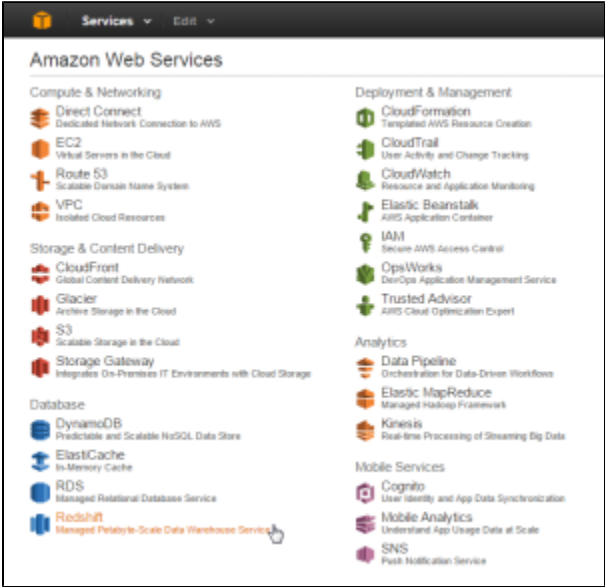 Services Edit
Amazon Web Services
Compute & Networking
Direct Connect
Dedicated Network Connection to AWS
EC2
Virtual Servers in the Cloud
Route 53
Scalable Domain Name System
VPC
Isolated Cloud Resources
Storage & Content Delivery
CloudFront
Global Content Delivery Network
Glacier
Archive Storage in the Cloud
S3
Scalable Storage in the Cloud
Storage Gateway
Integrates On-Premises IT Environments with Cloud Storage
Database
DynamoDB
Predictable and Scalable NoSQL Data Store
ElastiCache
In-Memory Cache
RDS
Managed Relational Database Service
Redshift
Managed Petabyte-Scale Data Warehouse Service
Deployment & Management
CloudFormation
Templated AWS Resource Creation
CloudTrail
User Activity and Change Tracking
CloudWatch
Resource and Application Monitoring
Elastic Beanstalk
AWS Application Container
IAM
Secure AWS Access Control
OpsWorks
DevOps Application Management Service
Trusted Advisor
AWS Cloud Optimization Expert
Analytics
Data Pipeline
Orchestration for Data-Driven Workflows
Elastic MapReduce
Managed Hadoop Framework
Kinesis
Real-time Processing of Streaming Big Data
Mobile Services
Cognito
User Identity and App Data Synchronization
Mobile Analytics
Understand App Usage Data at Scale
SNS
Push Notification Service